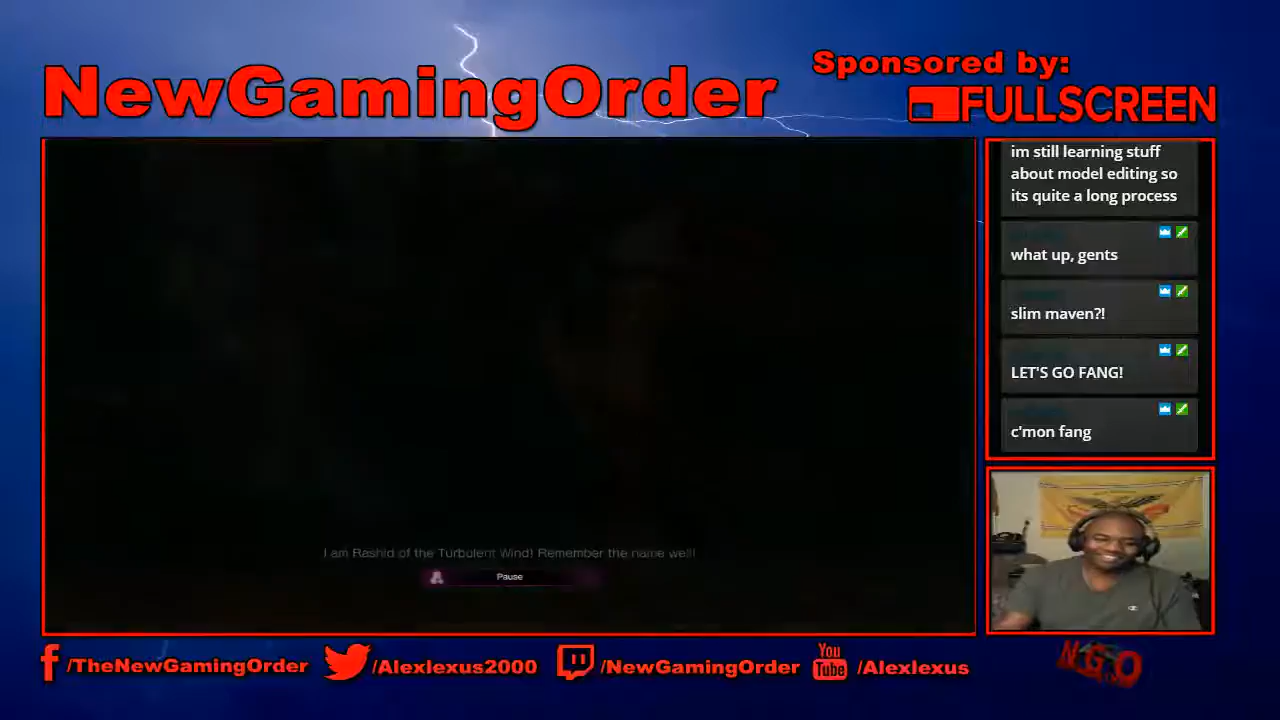 NewGamingOrder
Sponsored by:
FULLSCREEN
im still learning stuff
about model editing so
its quite a long process
what up, gents
slim maven?!
LET'S GO FANG!
c'mon fang
I am Rashid of the Turbulent Wind! Remember the name well!
Pause
f /TheNewGamingOrder
/Alexlexus2000
/NewGamingOrder
You
Tube
/Alexlexus
NGO